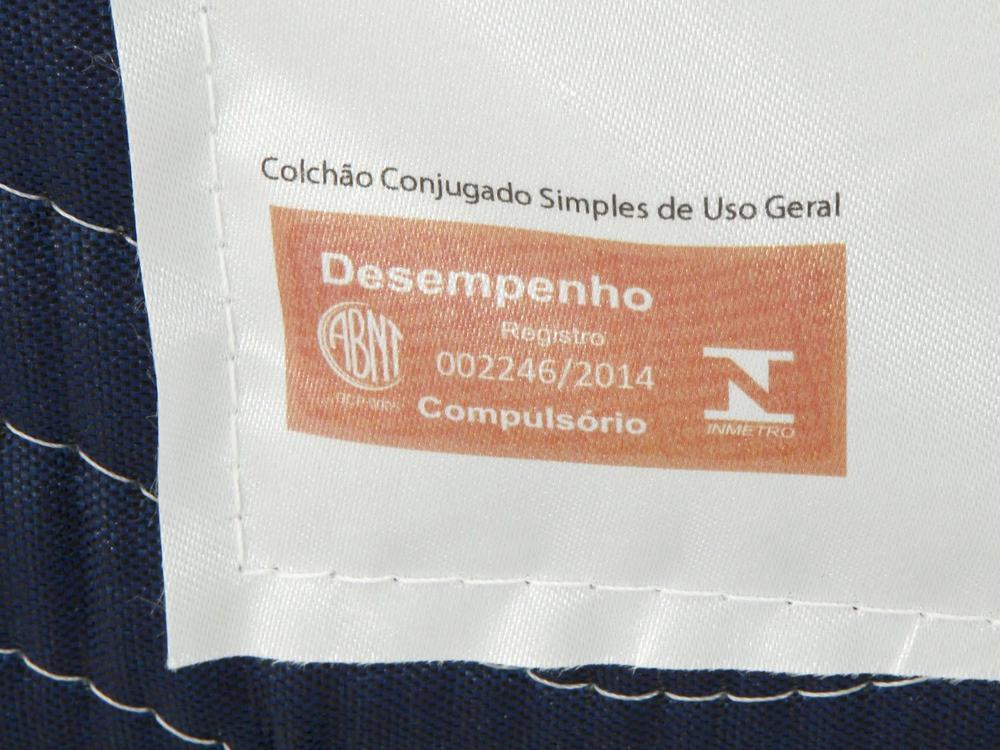 Colchão Conjugado Simples de Uso Geral
Desempenho
ABNT
Registro
002246/2014
Compulsório
INMETRO